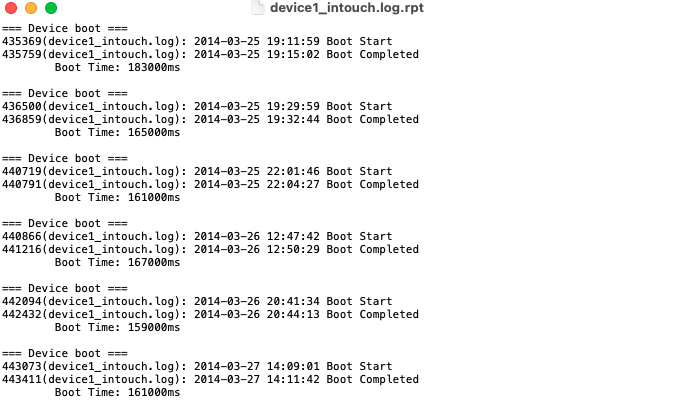 device1_intouch.log.rpt
=== Device boot ===
435369(device1_intouch.log): 2014-03-25 19:11:59 Boot Start
435759(device1_intouch.log): 2014-03-25 19:15:02 Boot Completed
        Boot Time: 183000ms
=== Device boot ===
436500(device1_intouch.log): 2014-03-25 19:29:59 Boot Start
436859(device1_intouch.log): 2014-03-25 19:32:44 Boot Completed
        Boot Time: 165000ms
=== Device boot ===
440719(device1_intouch.log): 2014-03-25 22:01:46 Boot Start
440791(device1_intouch.log): 2014-03-25 22:04:27 Boot Completed
        Boot Time: 161000ms
=== Device boot ===
440866(device1_intouch.log): 2014-03-26 12:47:42 Boot Start
441216(device1_intouch.log): 2014-03-26 12:50:29 Boot Completed
        Boot Time: 167000ms
=== Device boot ===
442094(device1_intouch.log): 2014-03-26 20:41:34 Boot Start
442432(device1_intouch.log): 2014-03-26 20:44:13 Boot Completed
        Boot Time: 159000ms
=== Device boot ===
443073(device1_intouch.log): 2014-03-27 14:09:01 Boot Start
443411(device1_intouch.log): 2014-03-27 14:11:42 Boot Completed
        Boot Time: 161000ms